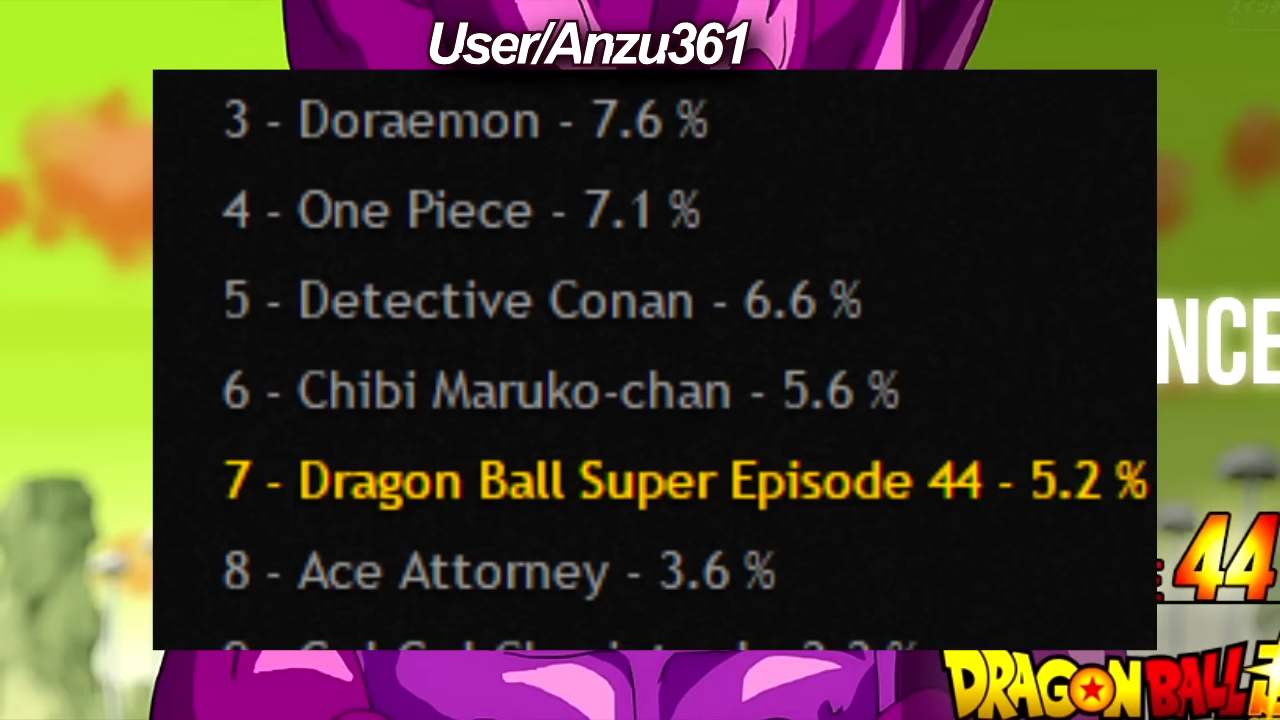 User/Anzu361
3 - Doraemon - 7.6 %
4 - One Piece - 7.1 %
5 - Detective Conan - 6.6 %
NCE
6 - Chibi Maruko-chan - 5.6 %
7 - Dragon Ball Super Episode 44 - 5.2 %
8 - Ace Attorney - 3.6 %
44
DRAGON BALL